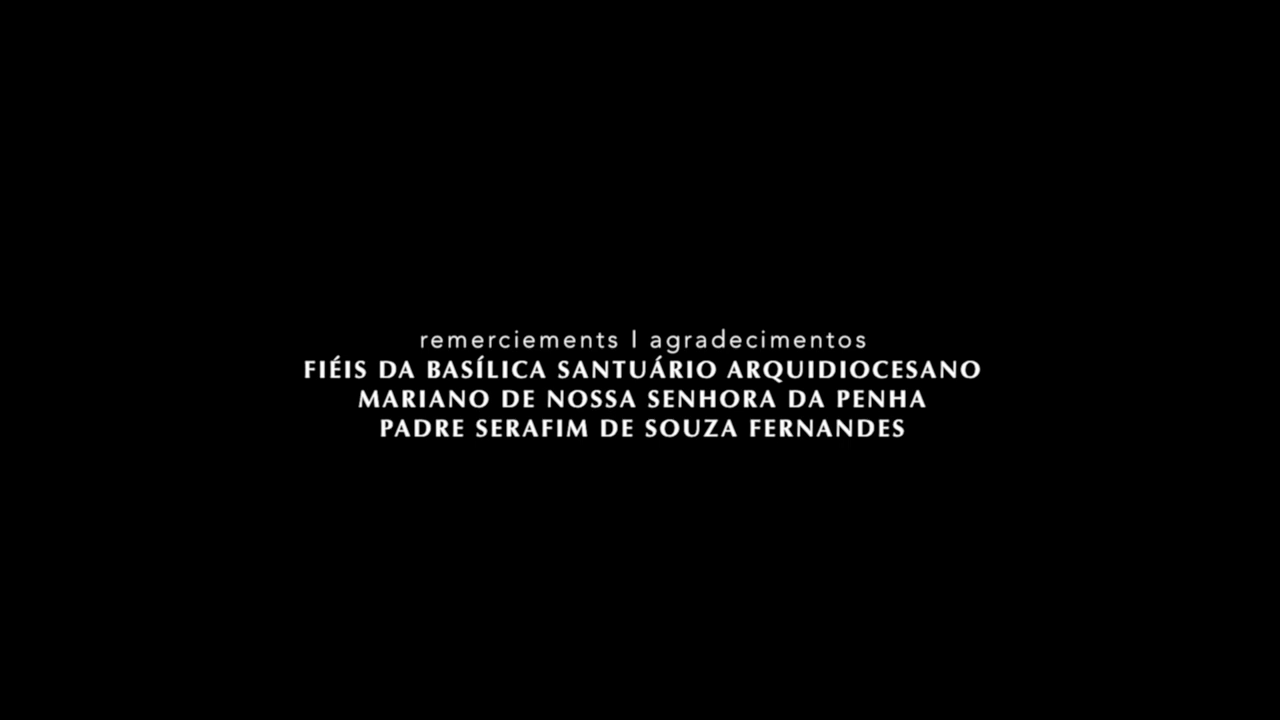 remerciements | agradecimentos
FIÉIS DA BASÍLICA SANTUÁRIO ARQUIDIOCESANO
MARIANO DE NOSSA SENHORA DA PENHA
PADRE SERAFIM DE SOUZA FERNANDES